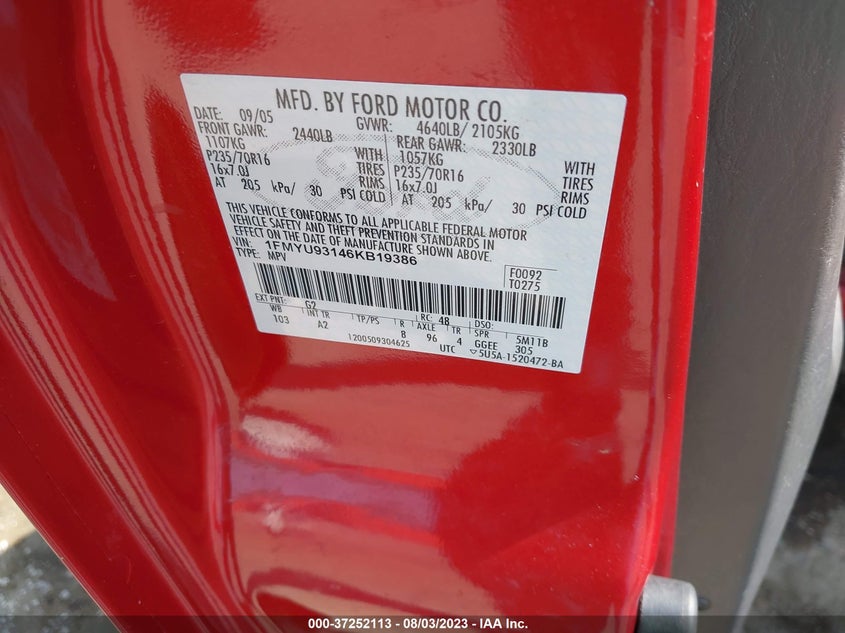 MFD. BY FORD MOTOR CO.
DATE: 09/05 GVWR: 4640LB/ 2105KG
FRONT GAWR: 2440LB REAR GAWR: 2330LB
1107KG WITH 1057KG WITH
P235/70R16 TIRES P235/70R16 TIRES
16x7.0J RIMS 16x7.0J RIMS
AT 205 kPa/ 30 PSI COLD AT 205 kPa/ 30 PSI COLD
THIS VEHICLE CONFORMS TO ALL APPLICABLE FEDERAL MOTOR
VEHICLE SAFETY AND THEFT PREVENTION STANDARDS IN
EFFECT ON THE DATE OF MANUFACTURE SHOWN ABOVE.
VIN: 1FMYU93146KB19386
TYPE: MPV
F0092
T0275
EXT PNT: G2 RC: 48 DSO:
WB INT TR TP/PS R AXLE TR SPR 5M11B
103 A2 B 96 4 GGEE 305
1200509304625 UTC ▽5U5A-1520472-BA
000-37252113 - 08/03/2023 - IAA Inc.